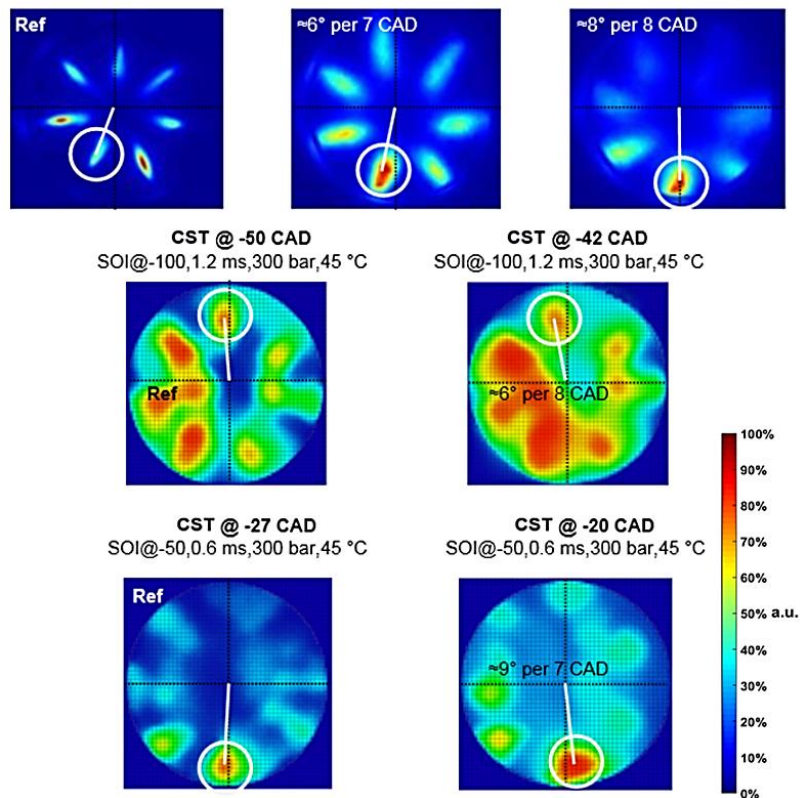 Ref
≈6° per 7 CAD
≈8° per 8 CAD
CST @ -50 CAD
SOI@-100,1.2 ms,300 bar,45 °C
CST @ -42 CAD
SOI@-100,1.2 ms,300 bar,45 °C
Ref
≈6° per 8 CAD
CST @ -27 CAD
SOI@-50,0.6 ms,300 bar,45 °C
CST @ -20 CAD
SOI@-50,0.6 ms,300 bar,45 °C
Ref
≈9° per 7 CAD
100%
90%
80%
70%
60%
50%
a.u.
40%
30%
20%
10%
0%